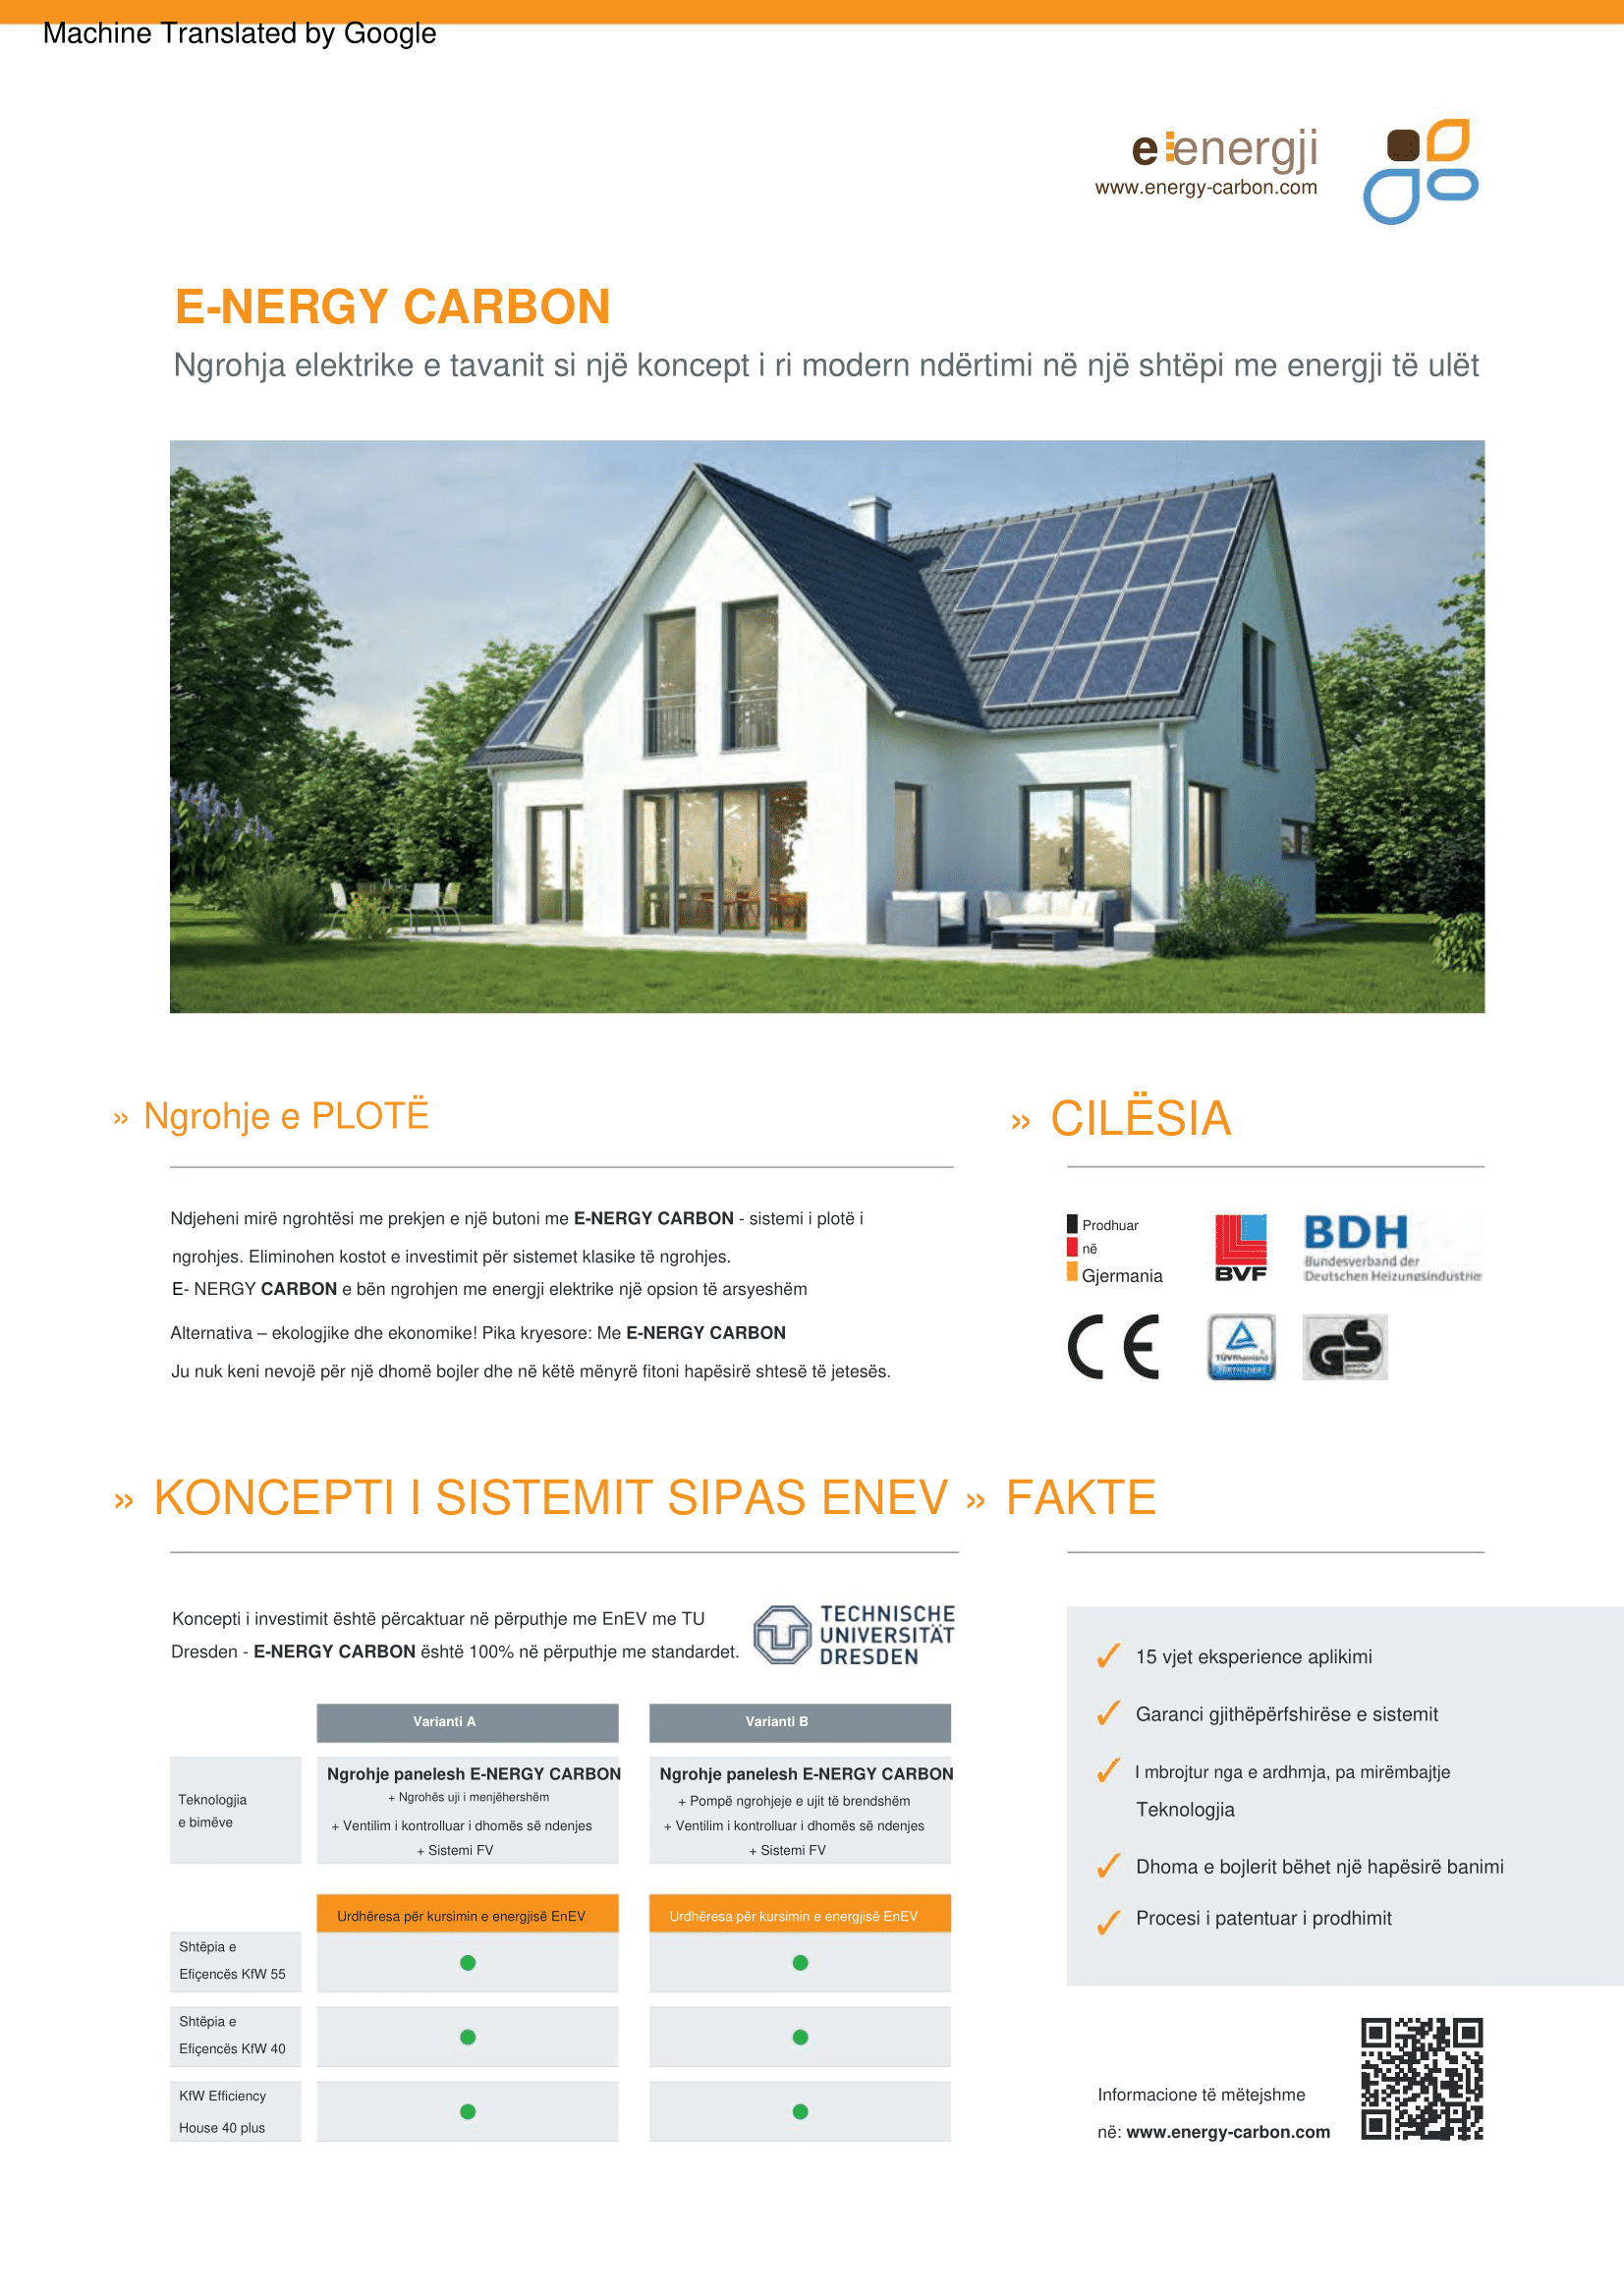 Machine Translated by Google
e energji
www.energy-carbon.com
E-NERGY CARBON
Ngrohja elektrike e tavanit si një koncept i ri modern ndërtimi në një shtëpi me energji të ulët
» Ngrohje e PLOTË
Ndjeheni mirë ngrohtësi me prekjen e një butoni me E-NERGY CARBON - sistemi i plotë i
ngrohjes. Eliminohen kostot e investimit për sistemet klasike të ngrohjes.
E- NERGY CARBON e bën ngrohjen me energji elektrike një opsion të arsyeshëm
Alternativa – ekologjike dhe ekonomike! Pika kryesore: Me E-NERGY CARBON
Ju nuk keni nevojë për një dhomë bojler dhe në këtë mënyrë fitoni hapësirë shtesë të jetesës.
» CILËSIA
Prodhuar
në
Gjermania
BVF
BDH
Bundesverband der
Deutschen Heizungsindustrie
CE
TÜVRheinland
GS
» KONCEPTI I SISTEMIT SIPAS ENEV
Koncepti i investimit është përcaktuar në përputhje me EnEV me TU
Dresden - E-NERGY CARBON është 100% në përputhje me standardet.
TECHNISCHE
UNIVERSITÄT
DRESDEN
Varianti A
Varianti B
Teknologjia
e bimëve
Ngrohje panelesh E-NERGY CARBON
+ Ngrohës uji i menjëhershëm
+ Ventilim i kontrolluar i dhomës së ndenjes
+ Sistemi FV
Ngrohje panelesh E-NERGY CARBON
+ Pompë ngrohjeje e ujit të brendshëm
+ Ventilim i kontrolluar i dhomës së ndenjes
+ Sistemi FV
Urdhëresa për kursimin e energjisë EnEV
Urdhëresa për kursimin e energjisë EnEV
Shtëpia e
Efiçencës KfW 55
Shtëpia e
Efiçencës KfW 40
KfW Efficiency
House 40 plus
» FAKTE
✓ 15 vjet eksperience aplikimi
✓ Garanci gjithëpërfshirëse e sistemit
✓ I mbrojtur nga e ardhmja, pa mirëmbajtje
Teknologjia
✓ Dhoma e bojlerit bëhet një hapësirë banimi
✓ Procesi i patentuar i prodhimit
Informacione të mëtejshme
në: www.energy-carbon.com